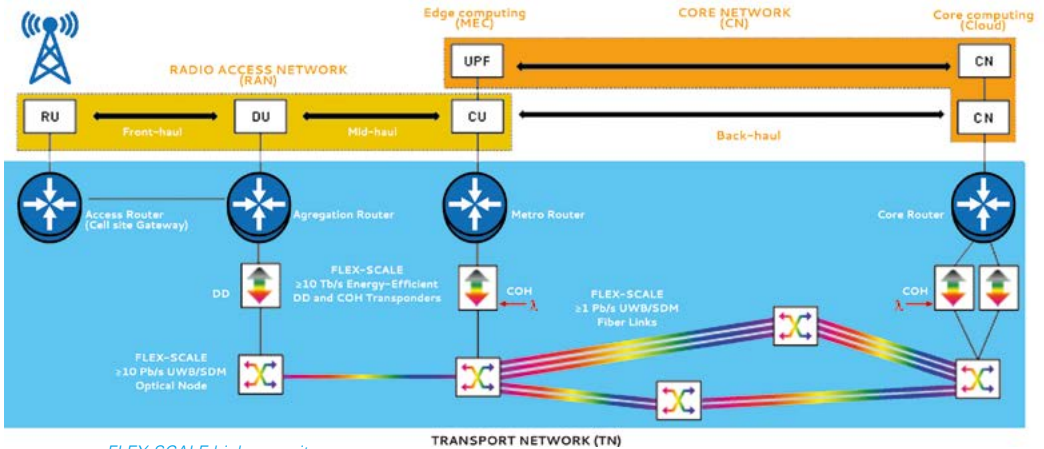 Edge computing
(MEC)
CORE NETWORK
(CN)
Core computing
(Cloud)
UPF
CN
RADIO ACCESS NETWORK
(RAN)
RU
Front-haul
DU
Mid-haul
CU
Back-haul
CN
Access Router
(Cell site Gateway)
Agregation Router
Metro Router
Core Router
DD
FLEX-SCALE
≥10 Tb/s Energy-Efficient
DD and COH Transponders
COH
λ
FLEX-SCALE
≥1 Pb/s UWB/SDM
Fiber Links
COH
λ
FLEX-SCALE
≥10 Pb/s UWB/SDM
Optical Node
TRANSPORT NETWORK (TN)